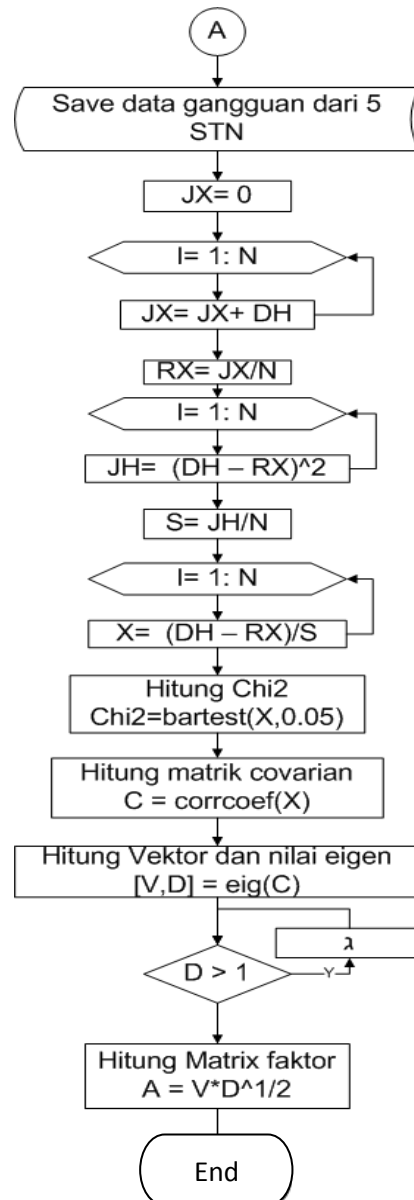 A
Save data gangguan dari 5
STN
JX= 0
I= 1: N
JX= JX+ DH
RX= JX/N
I= 1: N
JH= (DH – RX)^2
S= JH/N
I= 1: N
X= (DH – RX)/S
Hitung Chi2
Chi2=bartest(X,0.05)
Hitung matrik covarian
C = corrcoef(X)
Hitung Vektor dan nilai eigen
[V,D] = eig(C)
ג
D > 1
Y
Hitung Matrix faktor
A = V*D^1/2
End